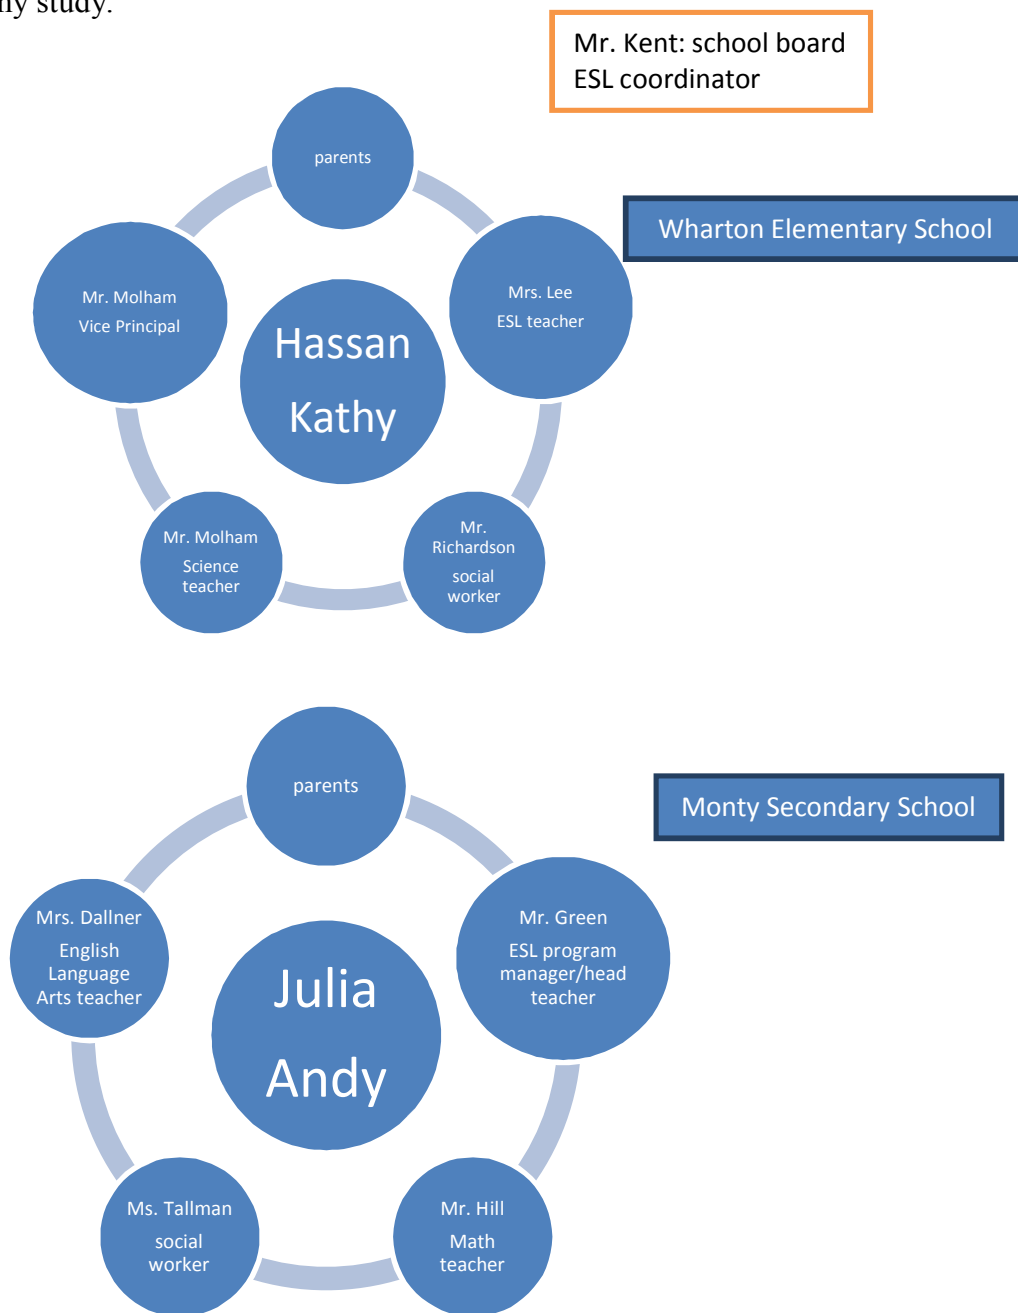 ny study.
Mr. Kent: school board
ESL coordinator
parents
Wharton Elementary School
Mr. Molham
Vice Principal
Mrs. Lee
ESL teacher
Hassan
Kathy
Mr. Molham
Science
teacher
Mr.
Richardson
social
worker
parents
Monty Secondary School
Mrs. Dallner
English
Language
Arts teacher
Mr. Green
ESL program
manager/head
teacher
Julia
Andy
Ms. Tallman
social
worker
Mr. Hill
Math
teacher